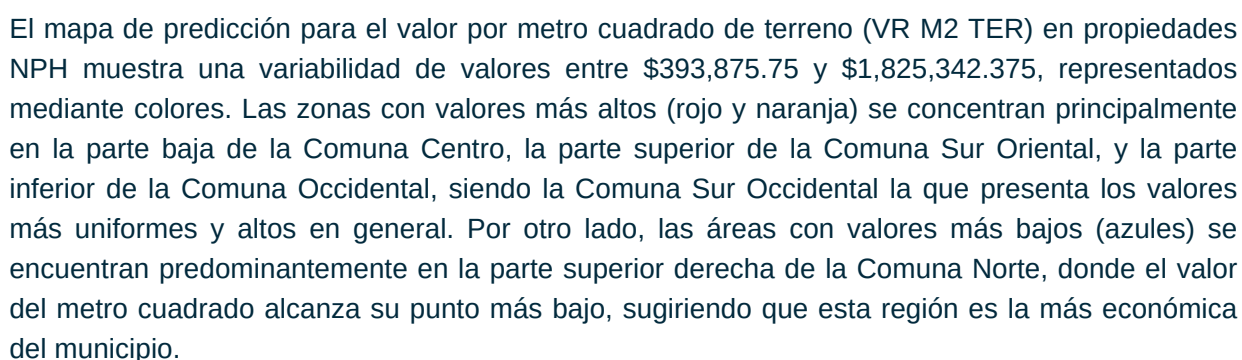 El mapa de predicción para el valor por metro cuadrado de terreno (VR M2 TER) en propiedades
NPH muestra una variabilidad de valores entre $393,875.75 y $1,825,342.375, representados
mediante colores. Las zonas con valores más altos (rojo y naranja) se concentran principalmente
en la parte baja de la Comuna Centro, la parte superior de la Comuna Sur Oriental, y la parte
inferior de la Comuna Occidental, siendo la Comuna Sur Occidental la que presenta los valores
más uniformes y altos en general. Por otro lado, las áreas con valores más bajos (azules) se
encuentran predominantemente en la parte superior derecha de la Comuna Norte, donde el valor
del metro cuadrado alcanza su punto más bajo, sugiriendo que esta región es la más económica
del municipio.